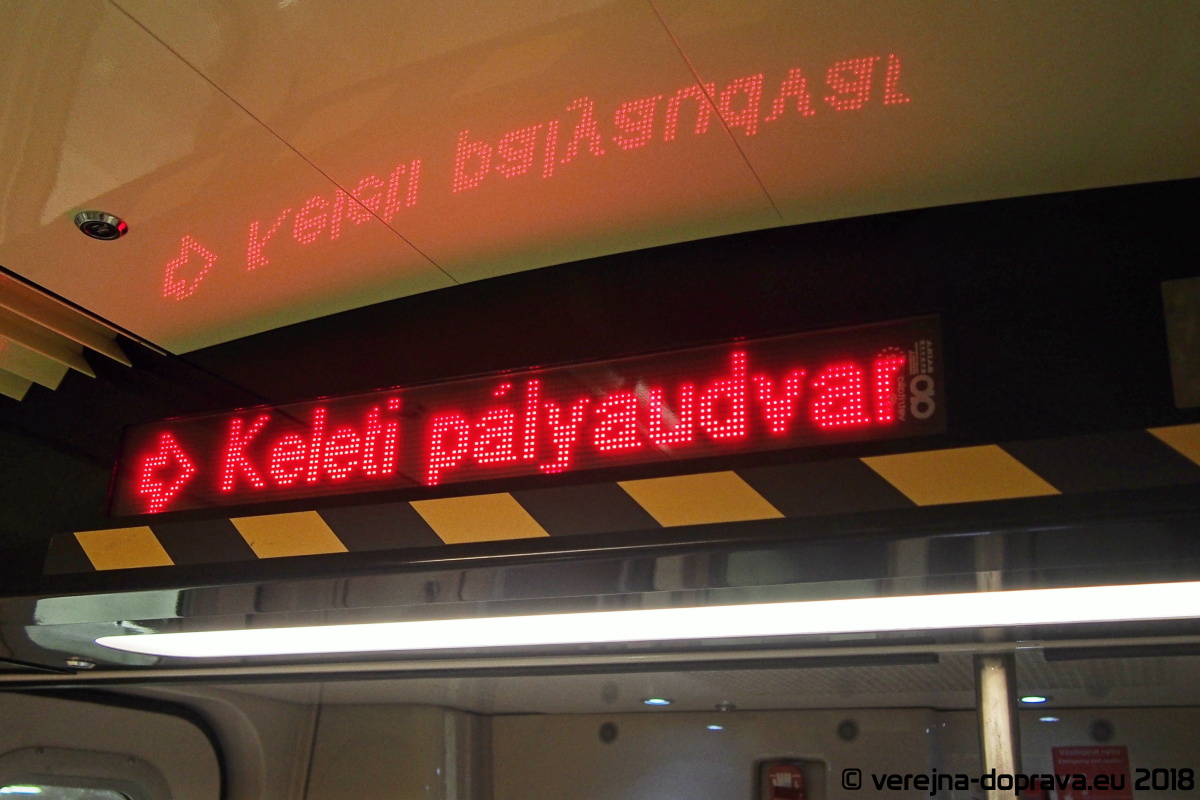 ⇨ Keleti pályaudvar
© verejna-doprava.eu 2018